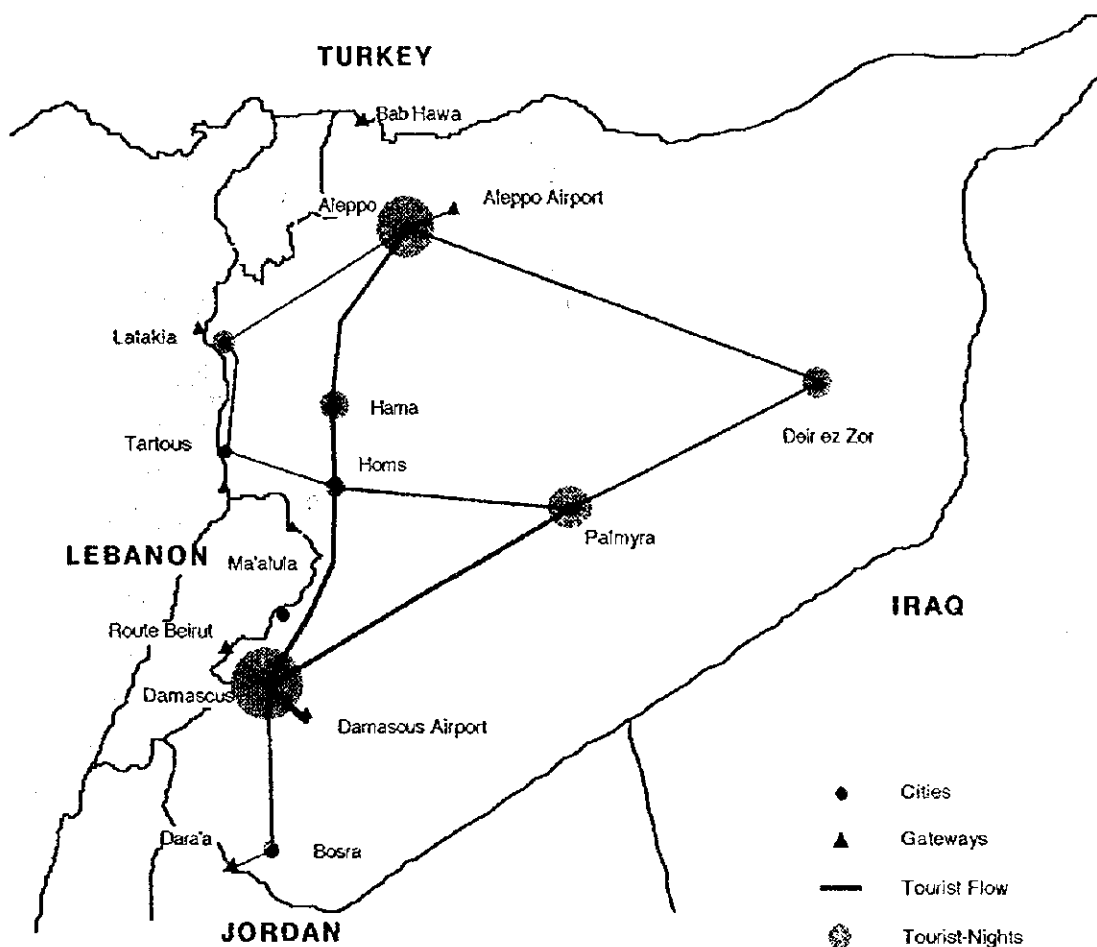 TURKEY
Bab Hawa
Aleppo
Aleppo Airport
Latakia
Hama
Deir ez Zor
Tartous
Homs
Palmyra
LEBANON
Ma'alula
IRAQ
Route Beirut
Damascus
Damascus Airport
Cities
Dara'a
Bosra
Gateways
Tourist Flow
JORDAN
Tourist-Nights